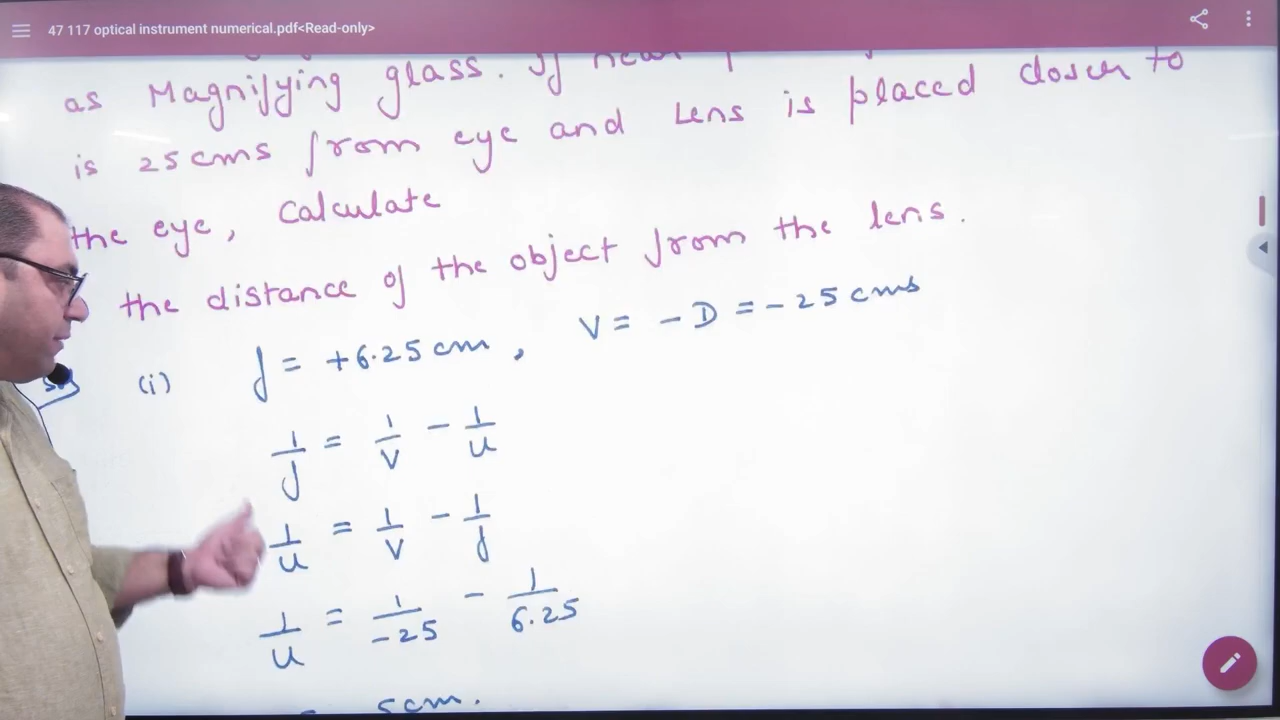 47 117 optical instrument numerical.pdf<Read-only>
as Magnifying glass. If near
is 25 cms from eye and Lens is placed closer to
the eye, Calculate
the distance of the object from the lens.
(i) f = +6.25 cm, V = -D = -25 cms
1/f = 1/V - 1/u
1/u = 1/V - 1/f
1/u = 1/-25 - 1/6.25
5cm.